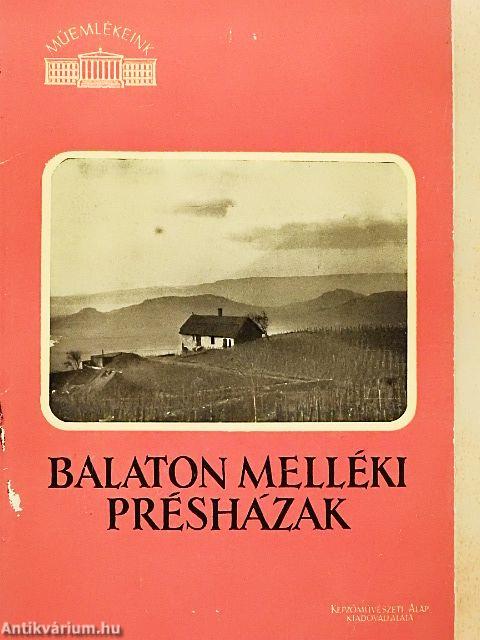 MŰEMLÉKEINK
BALATON MELLÉKI
PRÉSHÁZAK
KÉPZŐMŰVÉSZETI ALAP
KIADÓVÁLLALATA
Antikvárium.hu